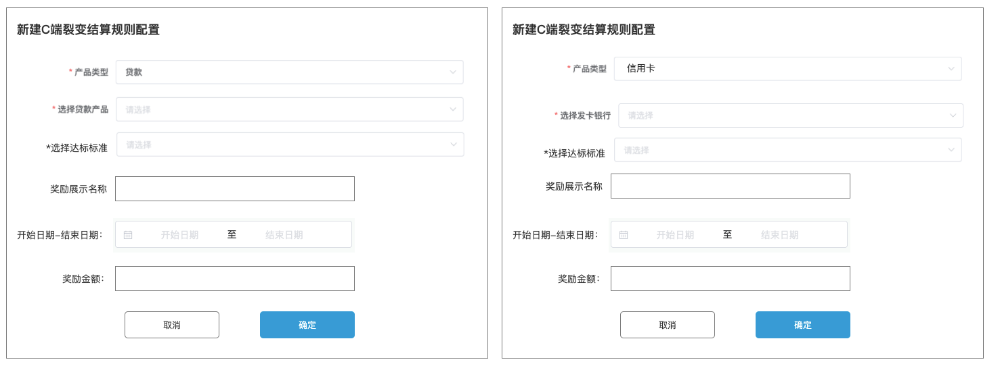 新建C端裂变结算规则配置
* 产品类型 贷款
* 选择贷款产品 请选择
*选择达标标准 请选择
奖励展示名称
开始日期-结束日期： 开始日期 至 结束日期
奖励金额：
取消 确定
新建C端裂变结算规则配置
* 产品类型 信用卡
* 选择发卡银行 请选择
*选择达标标准 请选择
奖励展示名称
开始日期-结束日期： 开始日期 至 结束日期
奖励金额：
取消 确定